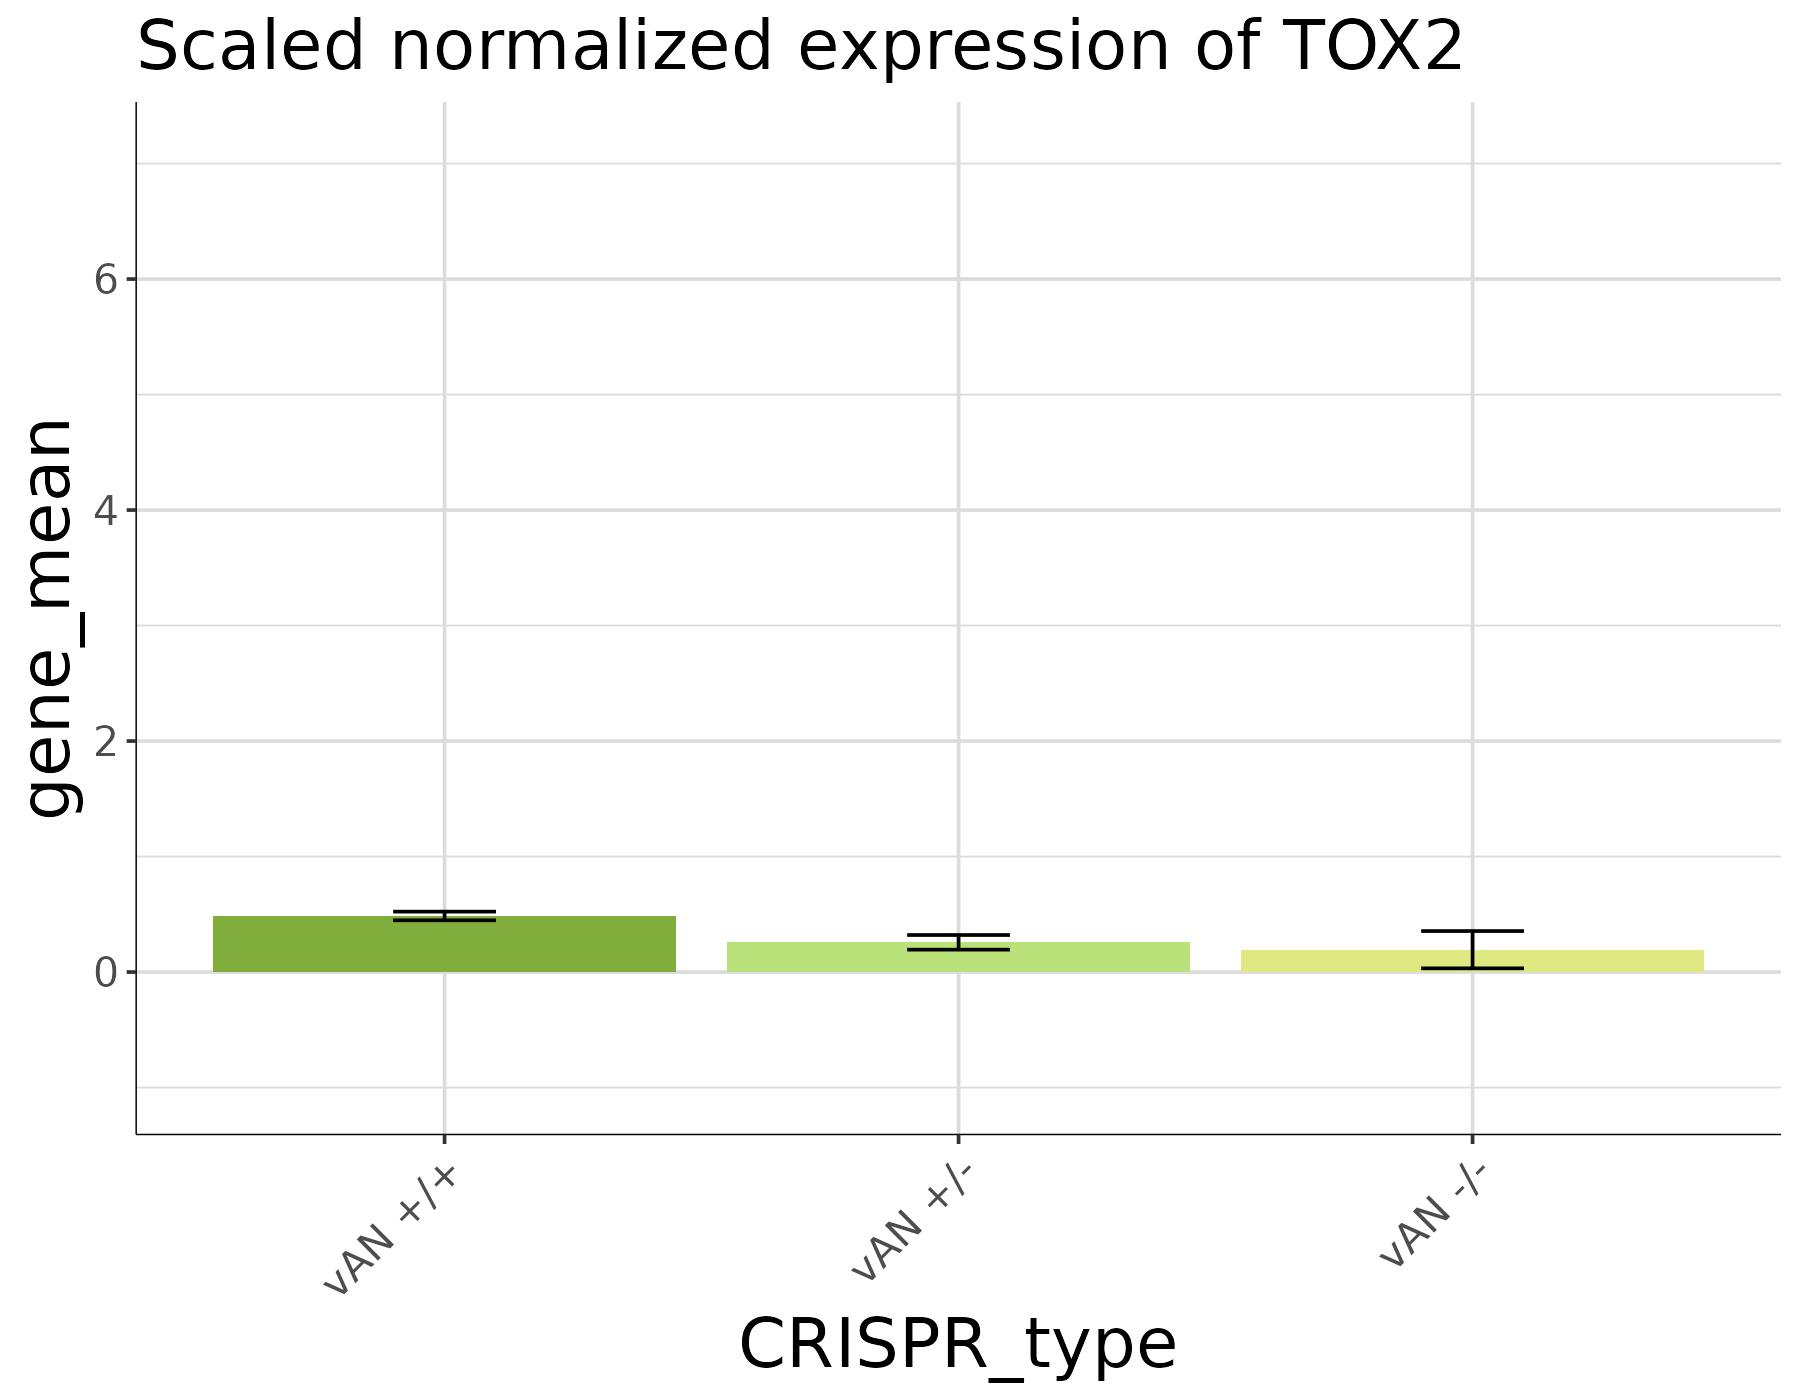 Scaled normalized expression of TOX2
gene_mean
6
4
2
0
vAN +/+
vAN +/-
vAN -/-
CRISPR_type